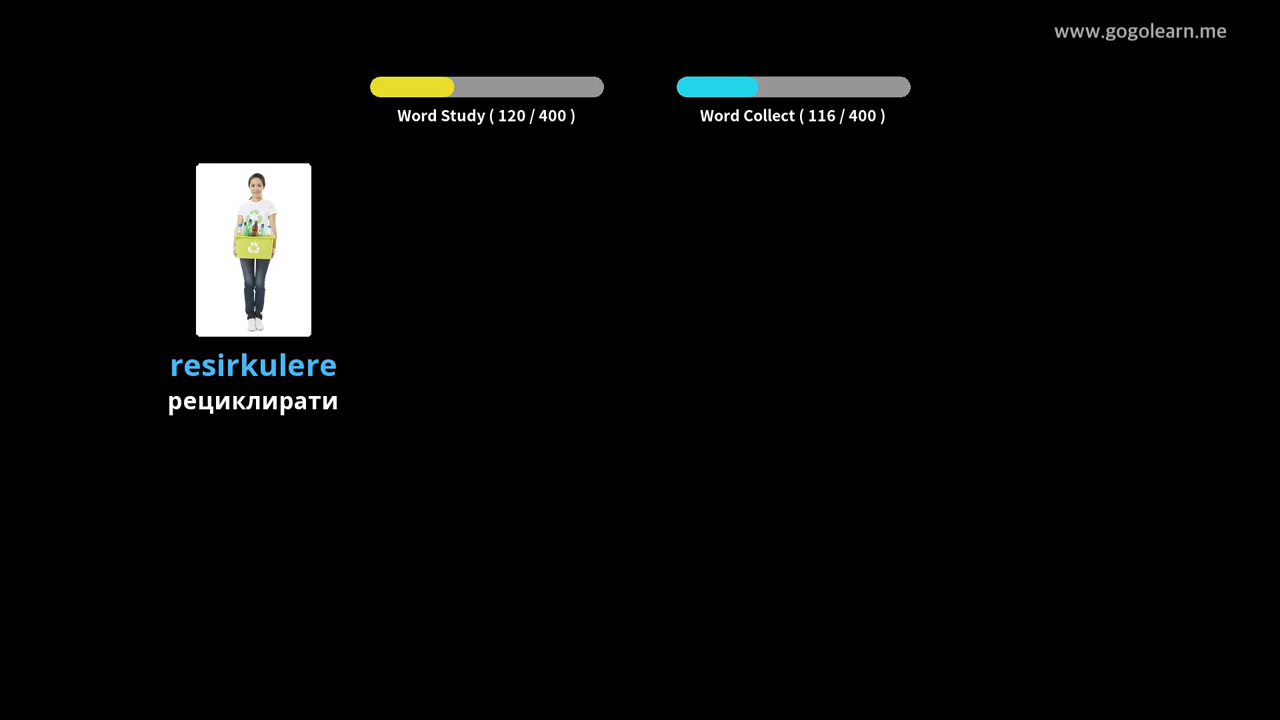 www.gogolearn.me
Word Study ( 120 / 400 )
Word Collect ( 116 / 400 )
resirkulere
рециклирати